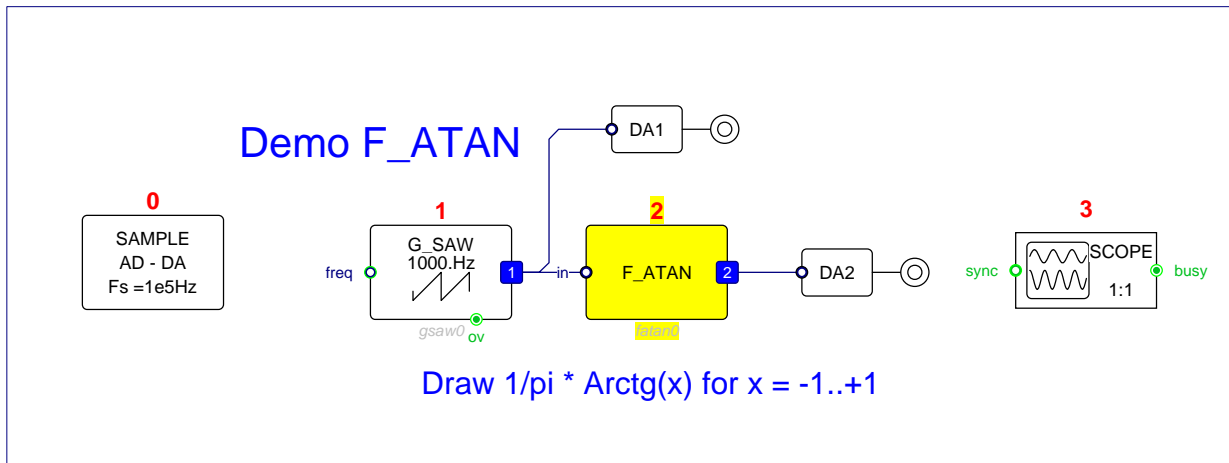 Demo F_ATAN
DA1
0
SAMPLE
AD - DA
Fs =1e5Hz
1
freq
G_SAW
1000.Hz
1
gsaw0
ov
2
in
F_ATAN
2
fatan0
DA2
3
sync
SCOPE
1:1
busy
Draw 1/pi * Arctg(x) for x = -1..+1